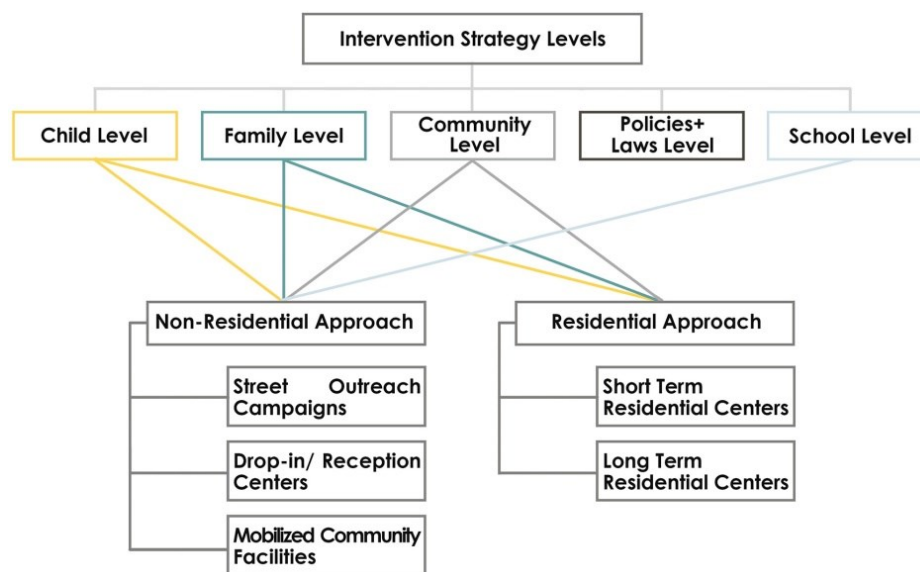 Intervention Strategy Levels
Child Level
Family Level
Community
Level
Policies+
Laws Level
School Level
Non-Residential Approach
Residential Approach
Street Outreach
Campaigns
Short Term
Residential Centers
Drop-in/ Reception
Centers
Long Term
Residential Centers
Mobilized Community
Facilities